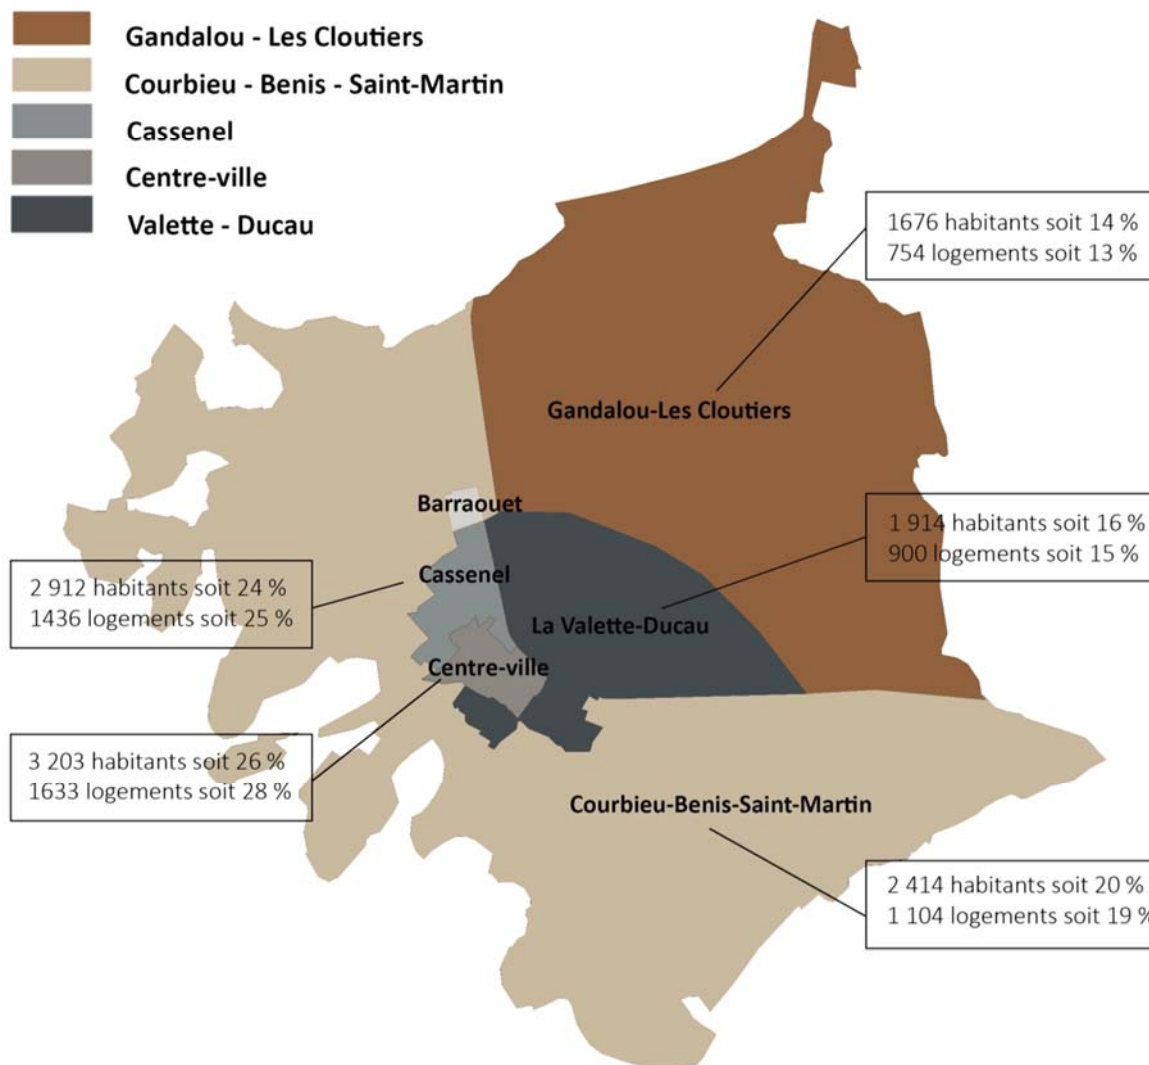 Gandalou - Les Cloutiers
Courbieu - Benis - Saint-Martin
Cassenel
Centre-ville
Valette - Ducau
1676 habitants soit 14 %
754 logements soit 13 %
Gandalou-Les Cloutiers
Barraouet
1 914 habitants soit 16 %
900 logements soit 15 %
Cassenel
2 912 habitants soit 24 %
1436 logements soit 25 %
La Valette-Ducau
Centre-ville
3 203 habitants soit 26 %
1633 logements soit 28 %
Courbieu-Benis-Saint-Martin
2 414 habitants soit 20 %
1 104 logements soit 19 %